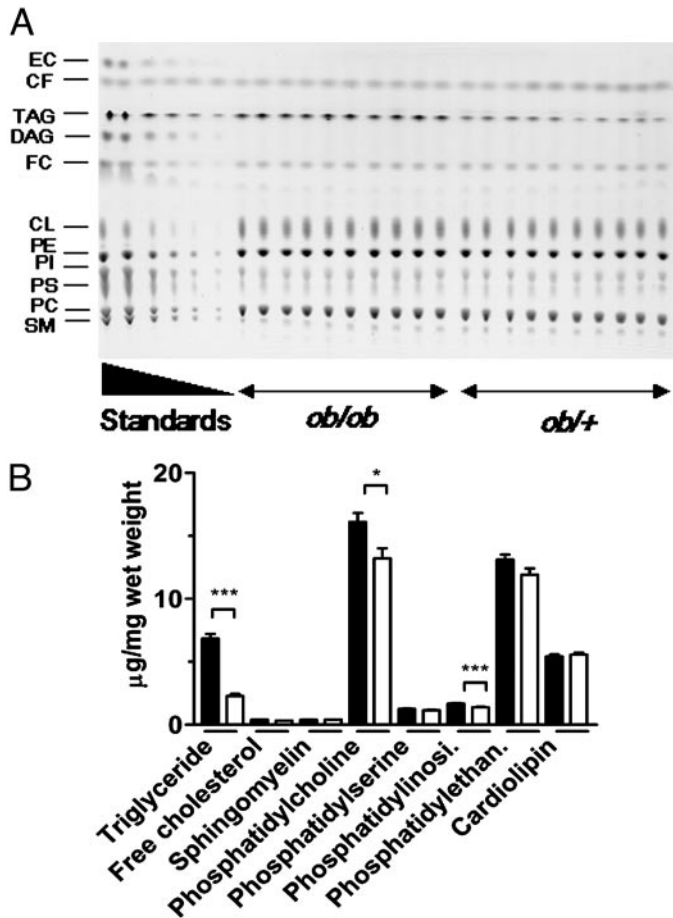 A
EC
CF
TAG
DAG
FC
CL
PE
PI
PS
PC
SM
Standards
ob/ob
ob/+
B
µg/mg wet weight
20
10
0
***
*
***
Triglyceride
Free cholesterol
Sphingomyelin
Phosphatidylcholine
Phosphatidylserine
Phosphatidylinosi.
Phosphatidylethan.
Cardiolipin